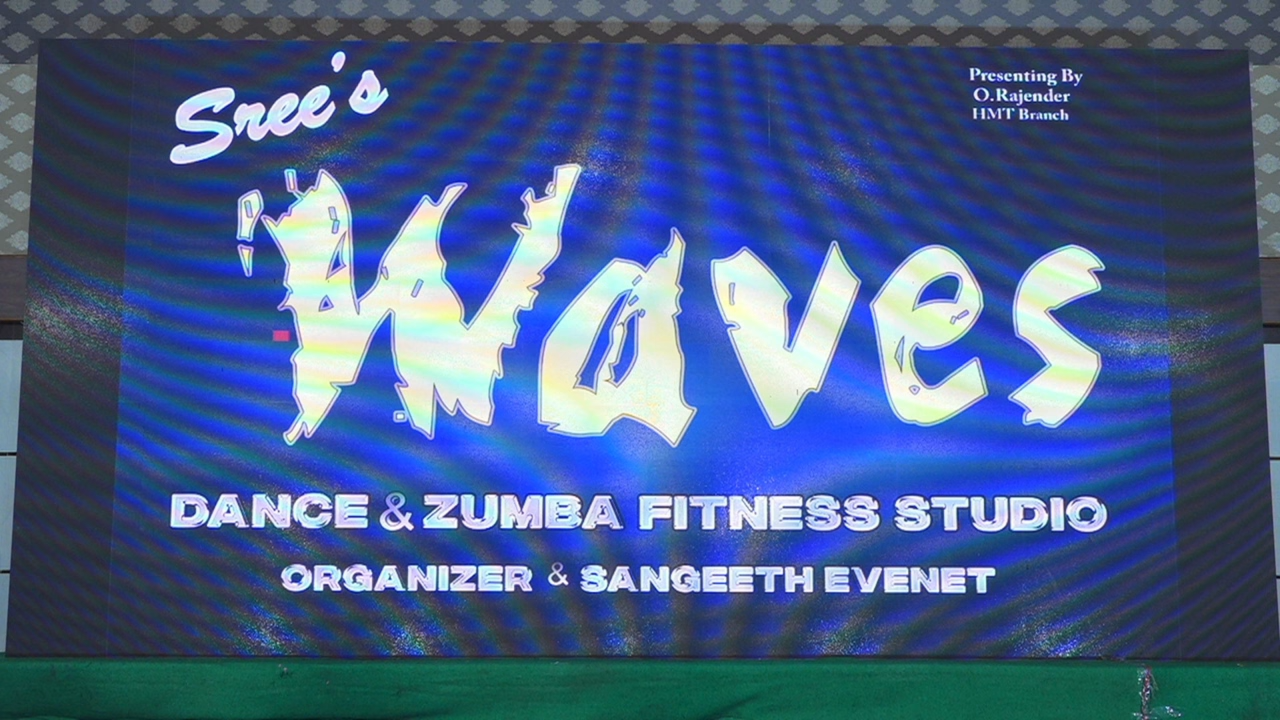 Sree's
Presenting By
O.Rajender
HMT Branch
Waves
DANCE & ZUMBA FITNESS STUDIO
ORGANIZER & SANGEETH EVENET